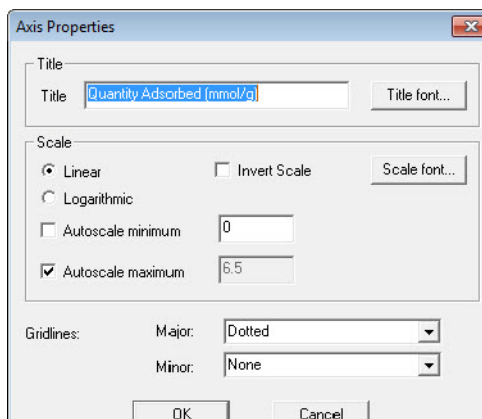 Axis Properties
Title
Title Quantity Adsorbed (mmol/g) Title font...
Scale
Linear Invert Scale Scale font...
Logarithmic
Autoscale minimum 0
Autoscale maximum 6.5
Gridlines: Major: Dotted
Minor: None
OK Cancel